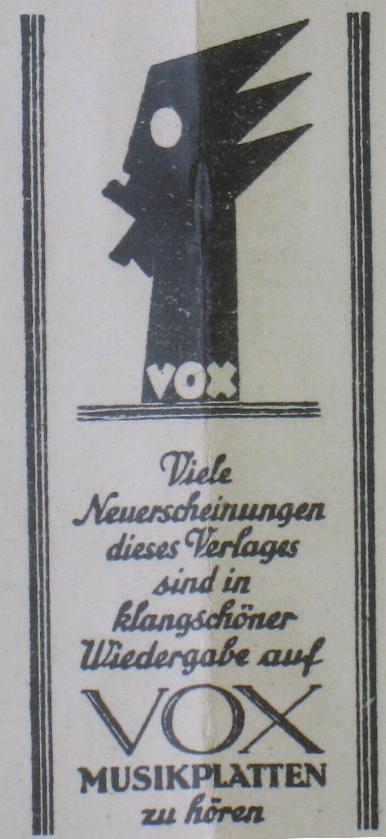 VOX
Viele
Neuerscheinungen
dieses Verlages
sind in
klangschöner
Wiedergabe auf
VOX
MUSIKPLATTEN
zu hören